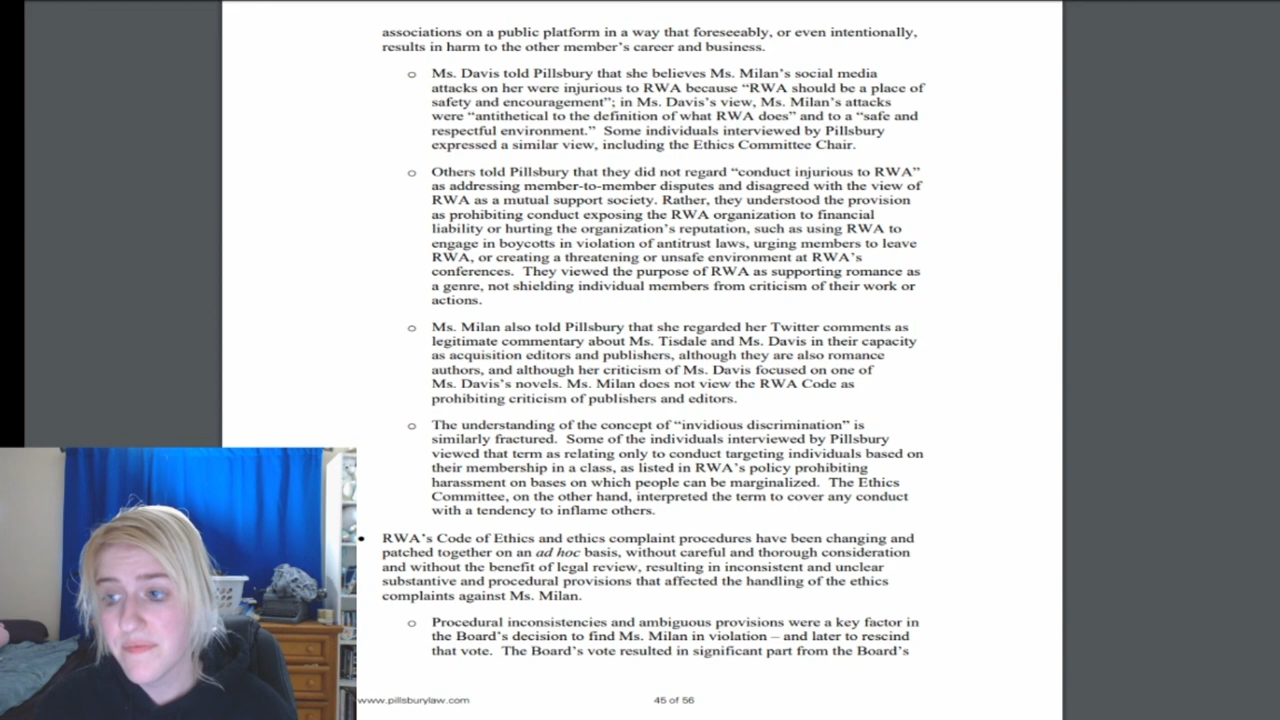 associations on a public platform in a way that foreseeably, or even intentionally,
results in harm to the other member's career and business.
o Ms. Davis told Pillsbury that she believes Ms. Milan's social media
attacks on her were injurious to RWA because “RWA should be a place of
safety and encouragement”; in Ms. Davis's view, Ms. Milan's attacks
were “antithetical to the definition of what RWA does” and to a “safe and
respectful environment.” Some individuals interviewed by Pillsbury
expressed a similar view, including the Ethics Committee Chair.
o Others told Pillsbury that they did not regard “conduct injurious to RWA”
as addressing member-to-member disputes and disagreed with the view of
RWA as a mutual support society. Rather, they understood the provision
as prohibiting conduct exposing the RWA organization to financial
liability or hurting the organization's reputation, such as using RWA to
engage in boycotts in violation of antitrust laws, urging members to leave
RWA, or creating a threatening or unsafe environment at RWA's
conferences. They viewed the purpose of RWA as supporting romance as
a genre, not shielding individual members from criticism of their work or
actions.
o Ms. Milan also told Pillsbury that she regarded her Twitter comments as
legitimate commentary about Ms. Tisdale and Ms. Davis in their capacity
as acquisition editors and publishers, although they are also romance
authors, and although her criticism of Ms. Davis focused on one of
Ms. Davis's novels. Ms. Milan does not view the RWA Code as
prohibiting criticism of publishers and editors.
o The understanding of the concept of “invidious discrimination” is
similarly fractured. Some of the individuals interviewed by Pillsbury
viewed that term as relating only to conduct targeting individuals based on
their membership in a class, as listed in RWA's policy prohibiting
harassment on bases on which people can be marginalized. The Ethics
Committee, on the other hand, interpreted the term to cover any conduct
with a tendency to inflame others.
• RWA's Code of Ethics and ethics complaint procedures have been changing and
patched together on an ad hoc basis, without careful and thorough consideration
and without the benefit of legal review, resulting in inconsistent and unclear
substantive and procedural provisions that affected the handling of the ethics
complaints against Ms. Milan.
o Procedural inconsistencies and ambiguous provisions were a key factor in
the Board's decision to find Ms. Milan in violation – and later to rescind
that vote. The Board's vote resulted in significant part from the Board's
www.pillsburylaw.com 45 of 56